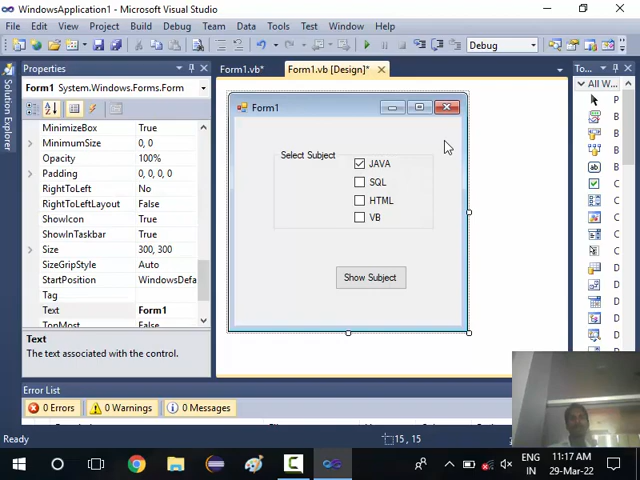 WindowsApplication1 - Microsoft Visual Studio
File Edit View Project Build Debug Team Data Tools Test Window Help
Debug
Solution Explorer
Properties
Form1 System.Windows.Forms.Form
MinimizeBox True
MinimumSize 0, 0
Opacity 100%
Padding 0, 0, 0, 0
RightToLeft No
RightToLeftLayout False
ShowIcon True
ShowInTaskbar True
Size 300, 300
SizeGripStyle Auto
StartPosition WindowsDefa
Tag
Text Form1
TopMost False
Text
The text associated with the control.
Form1.vb* Form1.vb [Design]*
Form1
Select Subject
JAVA
SQL
HTML
VB
Show Subject
To...
All W
P
B
B
B
B
C
C
C
C
C
D
D
D
D
D
Error List
0 Errors 0 Warnings 0 Messages
Ready 15, 15
ENG
IN
11:17 AM
29-Mar-22